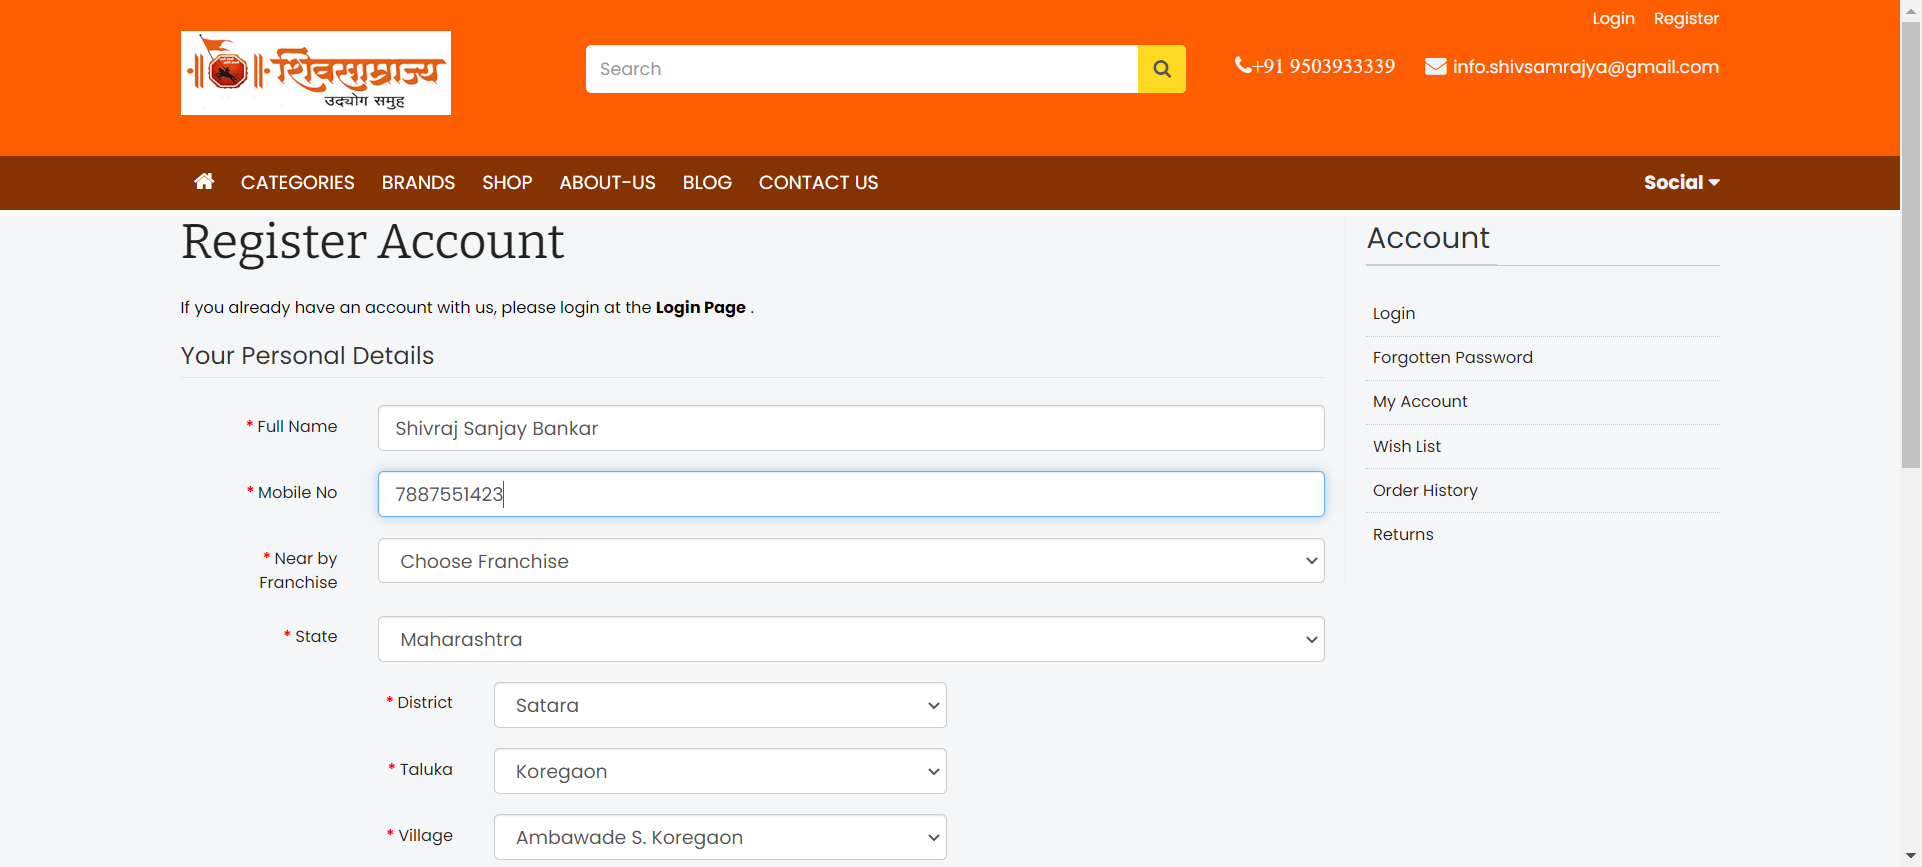 Login Register
॥ ॥ शिवसाम्राज्य
उद्योग समुह
Search
+91 9503933339
info.shivsamrajya@gmail.com
CATEGORIES BRANDS SHOP ABOUT-US BLOG CONTACT US Social
Register Account
If you already have an account with us, please login at the Login Page .
Your Personal Details
* Full Name Shivraj Sanjay Bankar
* Mobile No 7887551423
* Near by
Franchise
Choose Franchise
* State Maharashtra
* District Satara
* Taluka Koregaon
* Village Ambawade S. Koregaon
Account
Login
Forgotten Password
My Account
Wish List
Order History
Returns